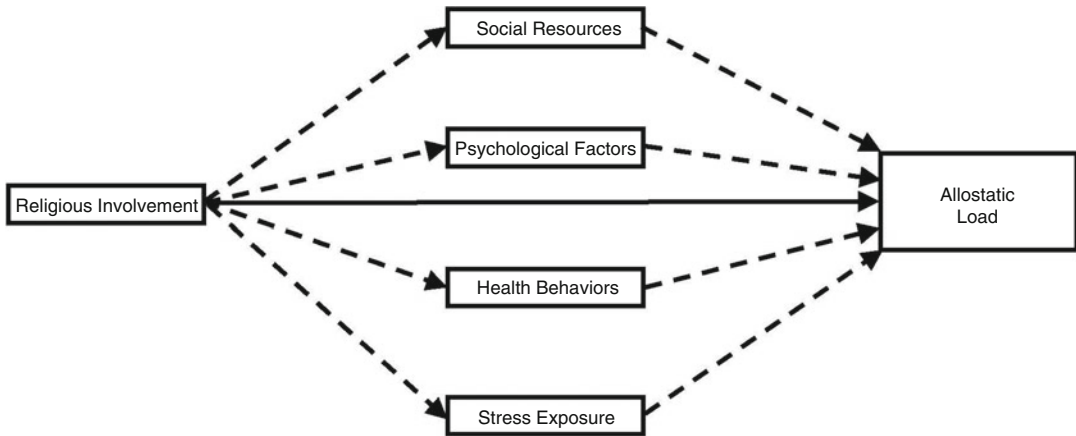 Social Resources
Psychological Factors
Religious Involvement
Allostatic
Load
Health Behaviors
Stress Exposure